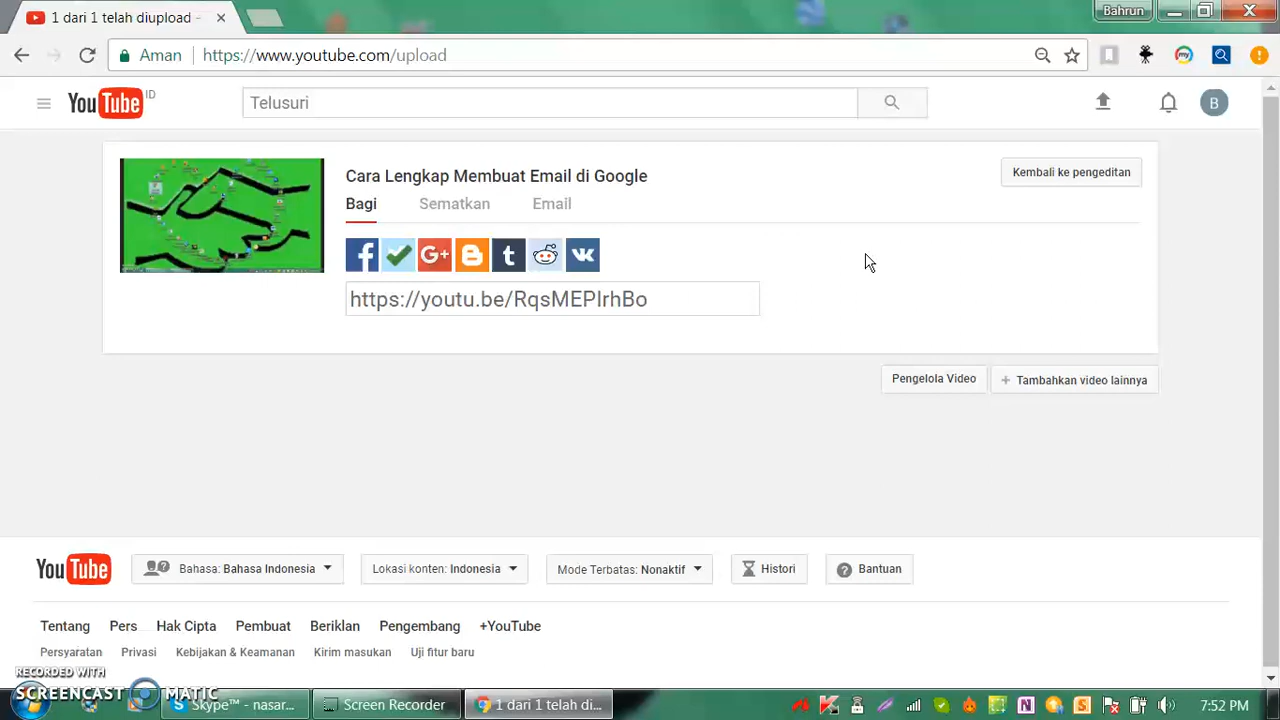 1 dari 1 telah diupload -
Bahrun
Aman
https://www.youtube.com/upload
my
YouTube ID
Telusuri
B
Cara Lengkap Membuat Email di Google
Kembali ke pengeditan
Bagi
Sematkan
Email
f
G+
B
t
https://youtu.be/RqsMEPIrhBo
Pengelola Video
+ Tambahkan video lainnya
YouTube
Bahasa: Bahasa Indonesia
Lokasi konten: Indonesia
Mode Terbatas: Nonaktif
Histori
Bantuan
Tentang
Pers
Hak Cipta
Pembuat
Beriklan
Pengembang
+YouTube
Persyaratan
Privasi
Kebijakan & Keamanan
Kirim masukan
Uji fitur baru
RECORDED WITH
SCREENCAST MATIC
Skype™ - nasar...
Screen Recorder
1 dari 1 telah di...
7:52 PM